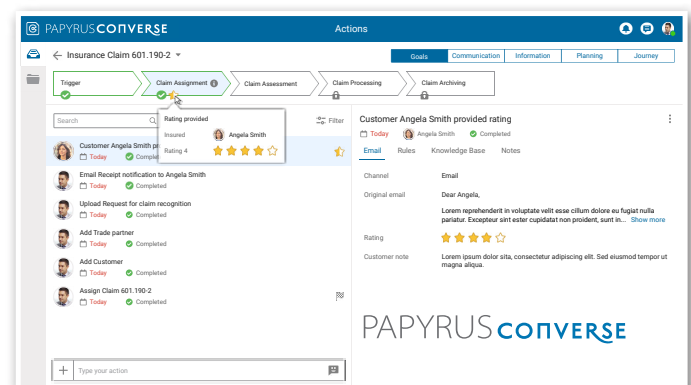 PAPYRUS CONVERSE
Actions
Insurance Claim 601.190-2
Goals
Communication
Information
Planning
Journey
Trigger
Claim Assignment
Claim Assessment
Claim Processing
Claim Archiving
Search
Filter
Rating provided
Insured
Angela Smith
Rating 4
Customer Angela Smith pr
Today
Complet
Email Receipt notification to Angela Smith
Today
Completed
Upload Request for claim recognition
Today
Completed
Add Trade partner
Today
Completed
Add Customer
Today
Completed
Assign Claim 601.190-2
Today
Completed
Type your action
Customer Angela Smith provided rating
Today
Angela Smith
Completed
Email
Rules
Knowledge Base
Notes
Channel
Email
Original email
Dear Angela,
Lorem reprehenderit in voluptate velit esse cillum dolore eu fugiat nulla
pariatur. Excepteur sint ester cupidatat non proident, sunt in... Show more
Rating
Customer note
Lorem ipsum dolor sita, consectetur adipiscing elit. Sed eiusmod tempor ut
magna aliqua.
PAPYRUS CONVERSE